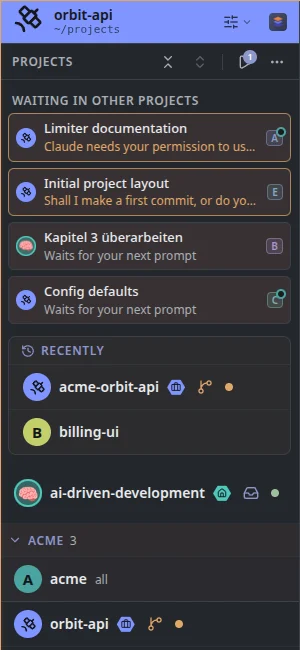 orbit-api
~/projects
PROJECTS
1
WAITING IN OTHER PROJECTS
Limiter documentation
Claude needs your permission to us...
A
Initial project layout
Shall I make a first commit, or do yo...
E
Kapitel 3 überarbeiten
Waits for your next prompt
B
Config defaults
Waits for your next prompt
C
RECENTLY
acme-orbit-api
B billing-ui
ai-driven-development
ACME 3
A acme all
orbit-api